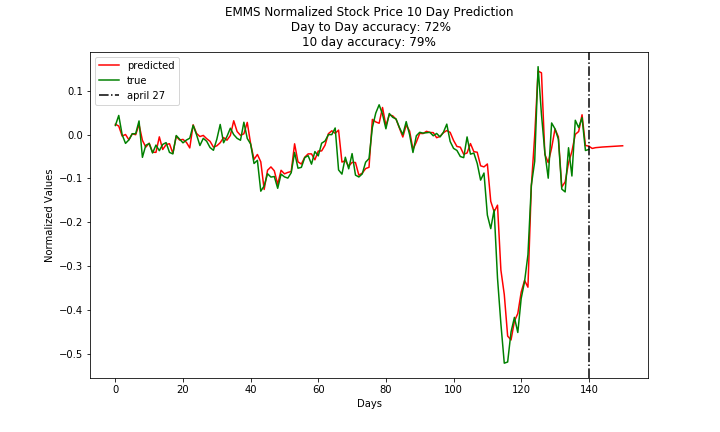 EMMS Normalized Stock Price 10 Day Prediction
Day to Day accuracy: 72%
10 day accuracy: 79%
predicted
true
april 27
Normalized Values
0.1
0.0
−0.1
−0.2
−0.3
−0.4
−0.5
0 20 40 60 80 100 120 140
Days